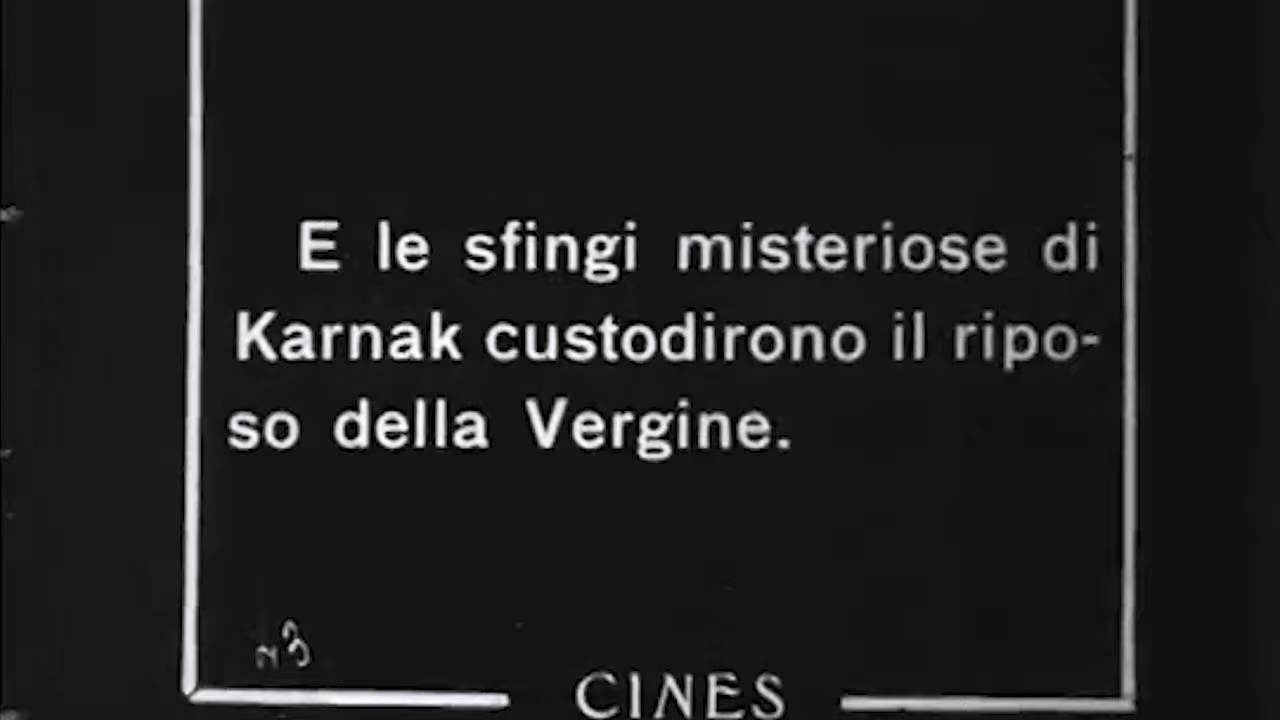 E le sfingi misteriose di
Karnak custodirono il ripo-
so della Vergine.
CINES